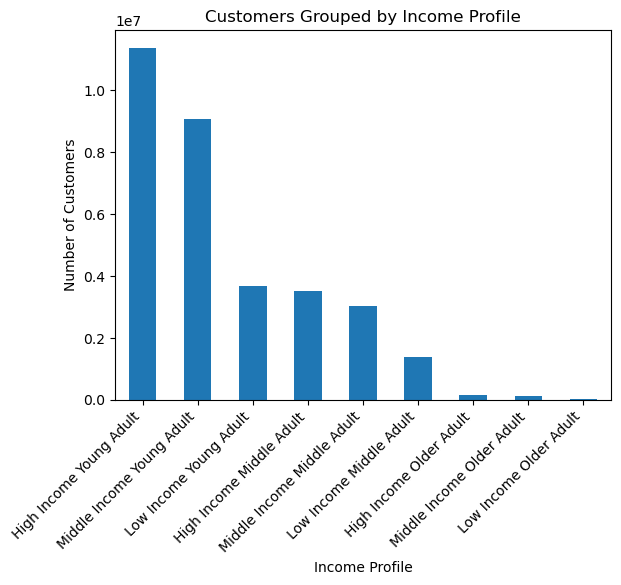 Customers Grouped by Income Profile
1e7
1.0
0.8
0.6
0.4
0.2
0.0
Number of Customers
High Income Young Adult
Middle Income Young Adult
Low Income Young Adult
High Income Middle Adult
Middle Income Middle Adult
Low Income Middle Adult
High Income Older Adult
Middle Income Older Adult
Low Income Older Adult
Income Profile